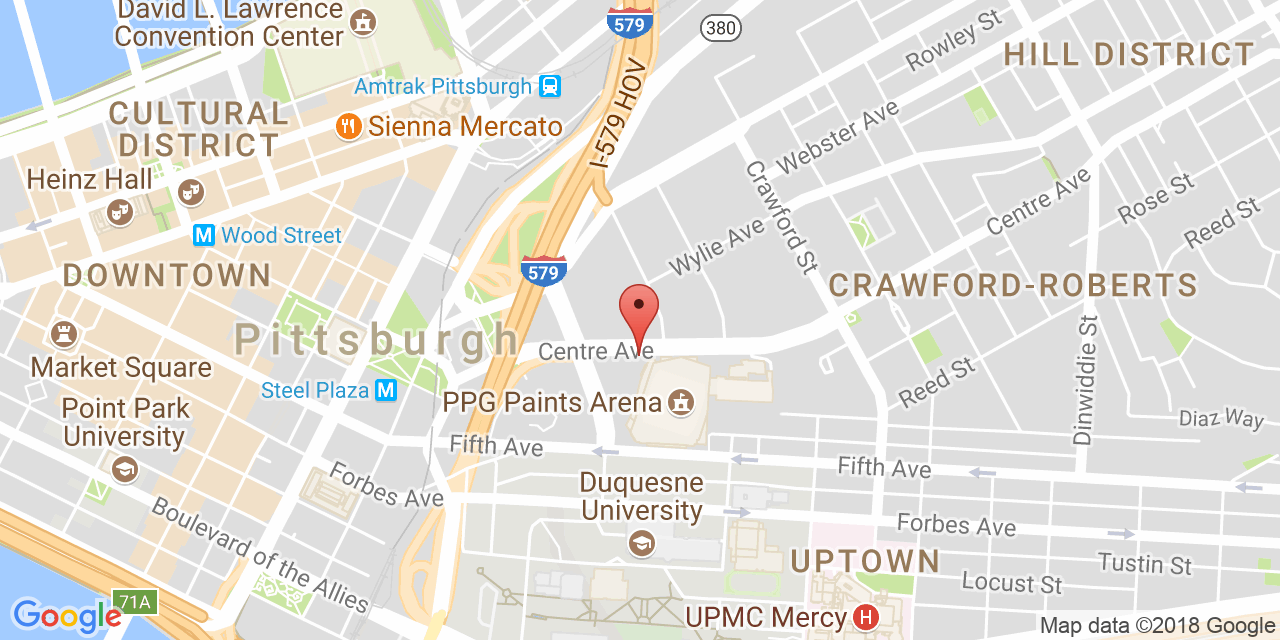 David L. Lawrence
Convention Center
579
380
Rowley St
HILL DISTRICT
Amtrak Pittsburgh
I-579 HOV
CULTURAL
DISTRICT
Sienna Mercato
Webster Ave
Heinz Hall
Crawford St
Centre Ave
Rose St
Reed St
M Wood Street
Wylie Ave
DOWNTOWN
579
CRAWFORD-ROBERTS
Pittsburgh
Centre Ave
Dinwiddie St
Market Square
Steel Plaza M
PPG Paints Arena
Reed St
Point Park
University
Diaz Way
Fifth Ave
Fifth Ave
Forbes Ave
Duquesne
University
Boulevard of the Allies
Forbes Ave
UPTOWN
Tustin St
Locust St
71A
Google
UPMC Mercy H
Map data ©2018 Google